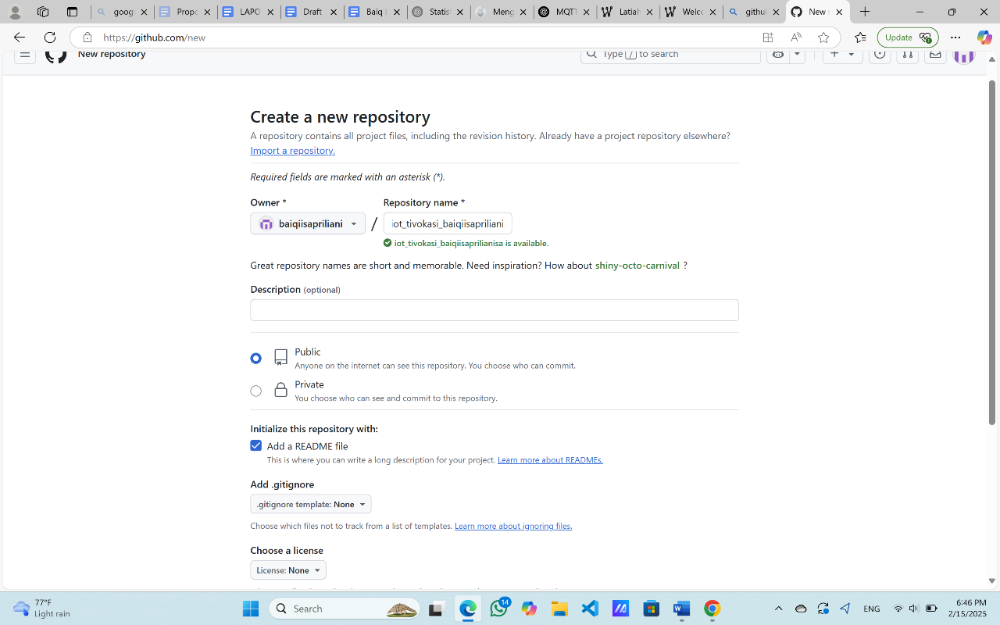 googl
Propo
LAPO
Draft
Baiq I
Statist
Meng
MQTT
Latiah
Welco
githul
New r
https://github.com/new
Update
New repository
Type / to search
Create a new repository
A repository contains all project files, including the revision history. Already have a project repository elsewhere?
Import a repository.
Required fields are marked with an asterisk (*).
Owner *
Repository name *
baiqiisapriliani
/
iot_tivokasi_baiqiisapriliani
iot_tivokasi_baiqiisaprilianisa is available.
Great repository names are short and memorable. Need inspiration? How about shiny-octo-carnival ?
Description (optional)
Public
Anyone on the internet can see this repository. You choose who can commit.
Private
You choose who can see and commit to this repository.
Initialize this repository with:
Add a README file
This is where you can write a long description for your project. Learn more about READMEs.
Add .gitignore
.gitignore template: None
Choose which files not to track from a list of templates. Learn more about ignoring files.
Choose a license
License: None
77°F
Light rain
Search
14
ENG
6:46 PM
2/15/2025